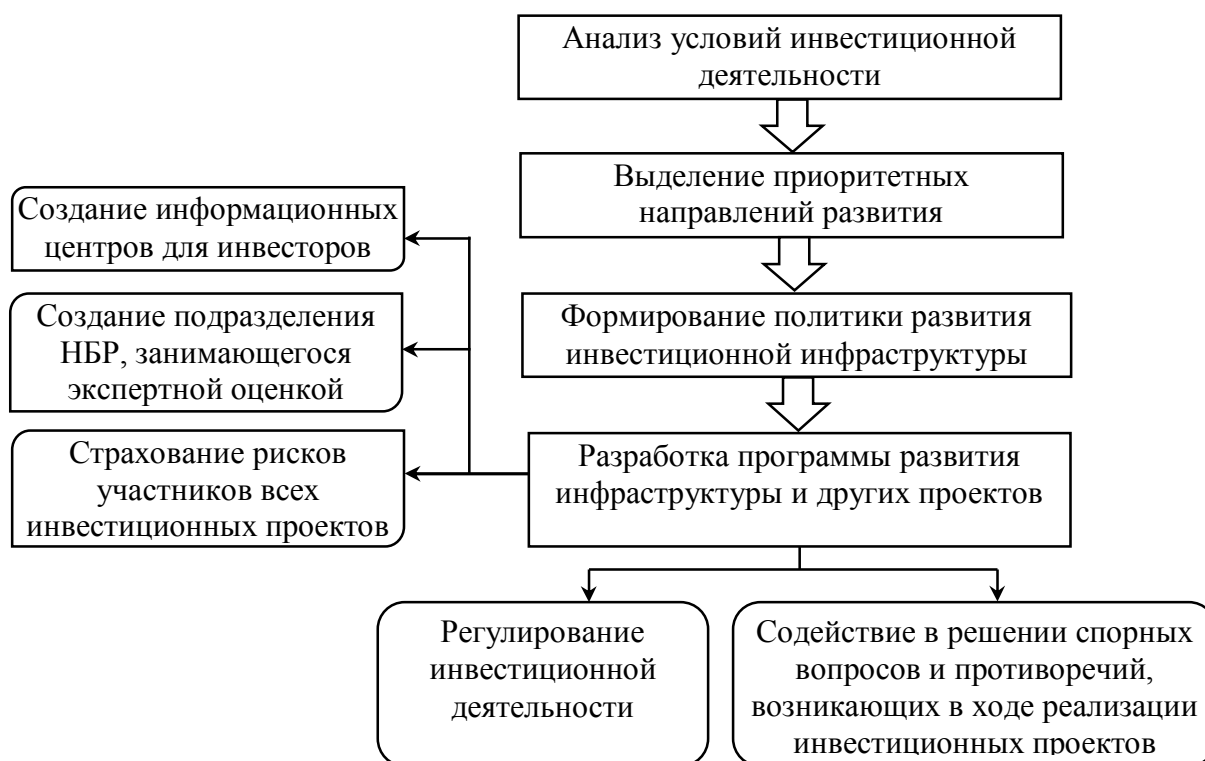 Анализ условий инвестиционной
деятельности
Выделение приоритетных
направлений развития
Создание информационных
центров для инвесторов
Формирование политики развития
инвестиционной инфраструктуры
Создание подразделения
НБР, занимающегося
экспертной оценкой
Разработка программы развития
инфраструктуры и других проектов
Страхование рисков
участников всех
инвестиционных проектов
Регулирование
инвестиционной
деятельности
Содействие в решении спорных
вопросов и противоречий,
возникающих в ходе реализации
инвестиционных проектов